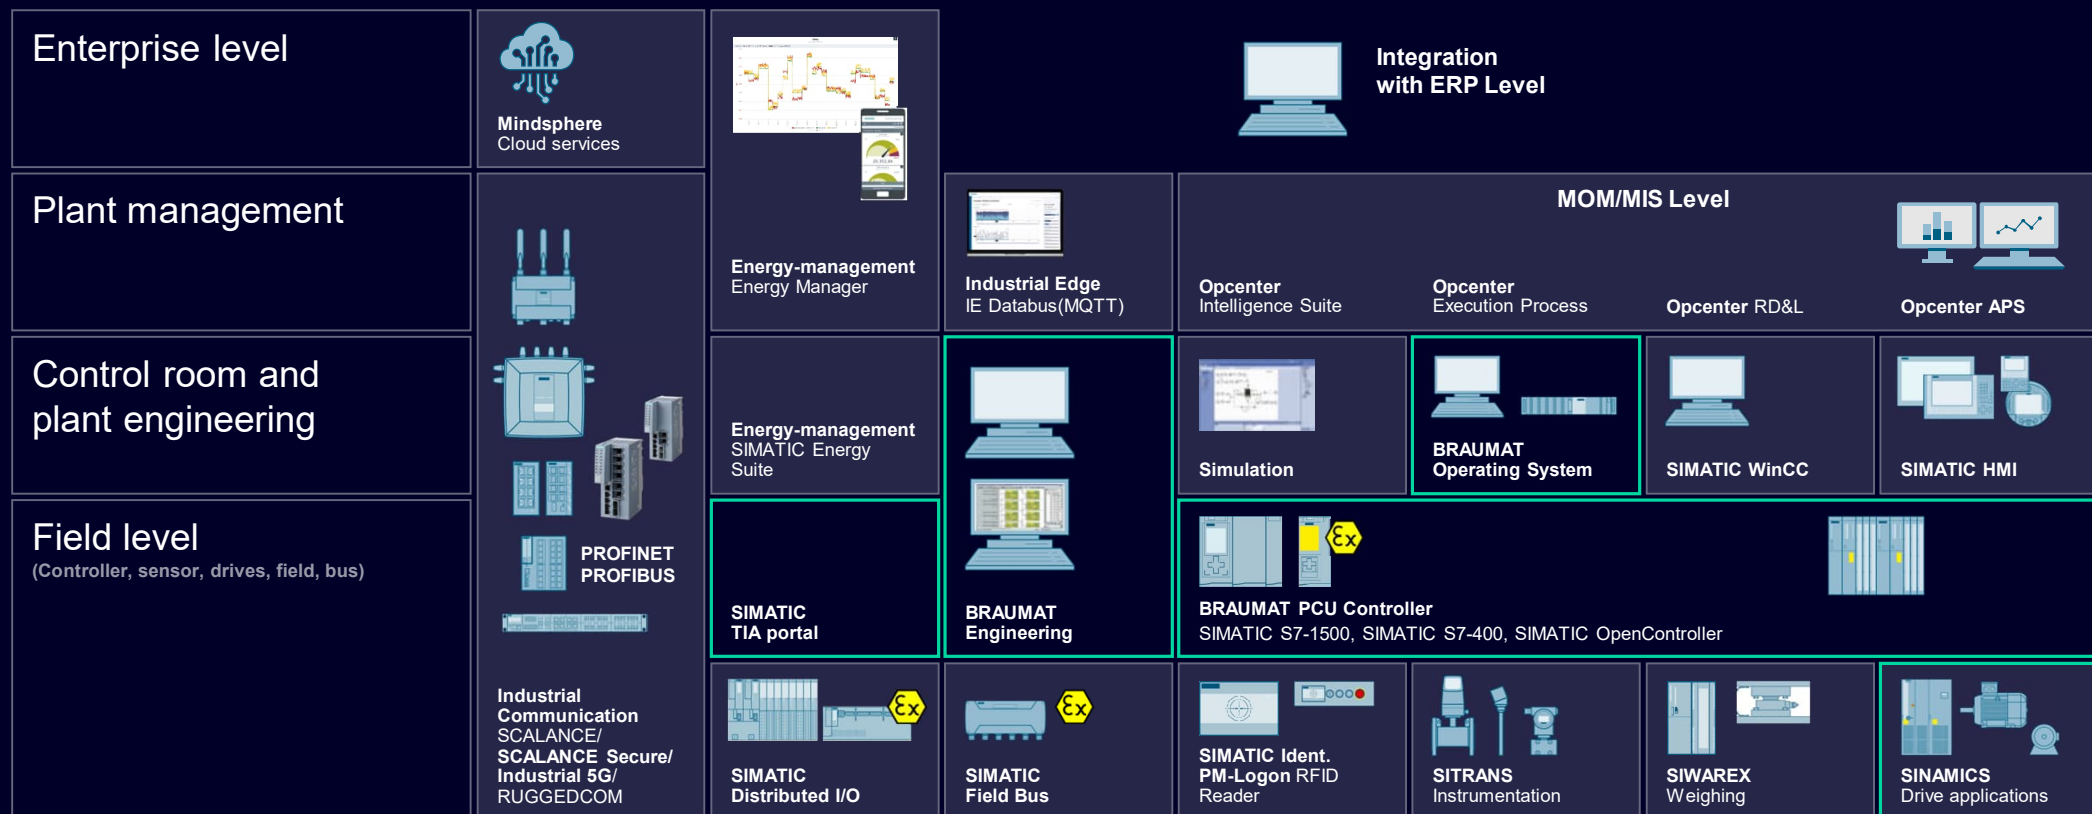 Enterprise level
Mindsphere
Cloud services
Integration
with ERP Level
Plant management
Energy-management
Energy Manager
Industrial Edge
IE Databus(MQTT)
MOM/MIS Level
Opcenter
Intelligence Suite
Opcenter
Execution Process
Opcenter RD&L
Opcenter APS
Control room and
plant engineering
Energy-management
SIMATIC Energy
Suite
Simulation
BRAUMAT
Operating System
SIMATIC WinCC
SIMATIC HMI
Field level
(Controller, sensor, drives, field, bus)
PROFINET
PROFIBUS
Industrial
Communication
SCALANCE/
SCALANCE Secure/
Industrial 5G/
RUGGEDCOM
SIMATIC
TIA portal
BRAUMAT
Engineering
Ex
BRAUMAT PCU Controller
SIMATIC S7-1500, SIMATIC S7-400, SIMATIC OpenController
Ex
SIMATIC
Distributed I/O
Ex
SIMATIC
Field Bus
SIMATIC Ident.
PM-Logon RFID
Reader
SITRANS
Instrumentation
SIWAREX
Weighing
SINAMICS
Drive applications